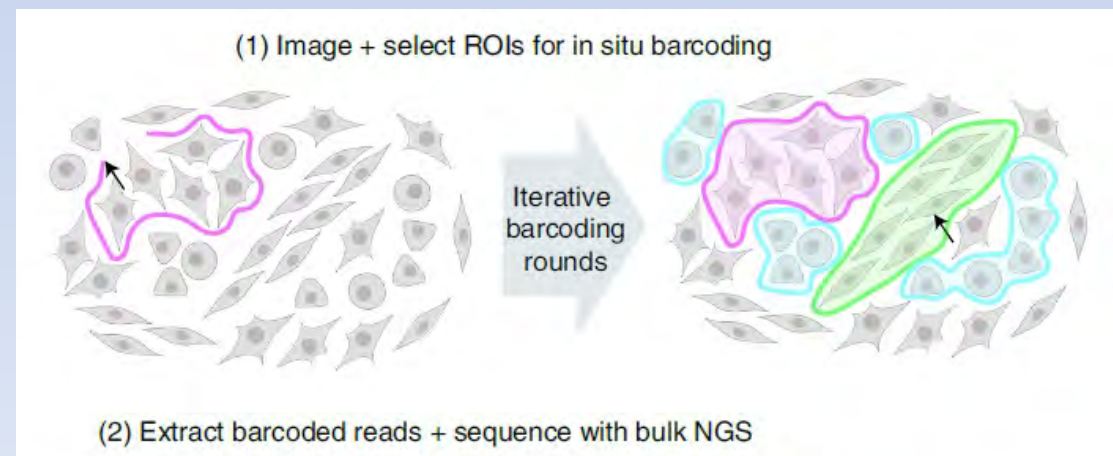 (1) Image + select ROIs for in situ barcoding
Iterative
barcoding
rounds
(2) Extract barcoded reads + sequence with bulk NGS